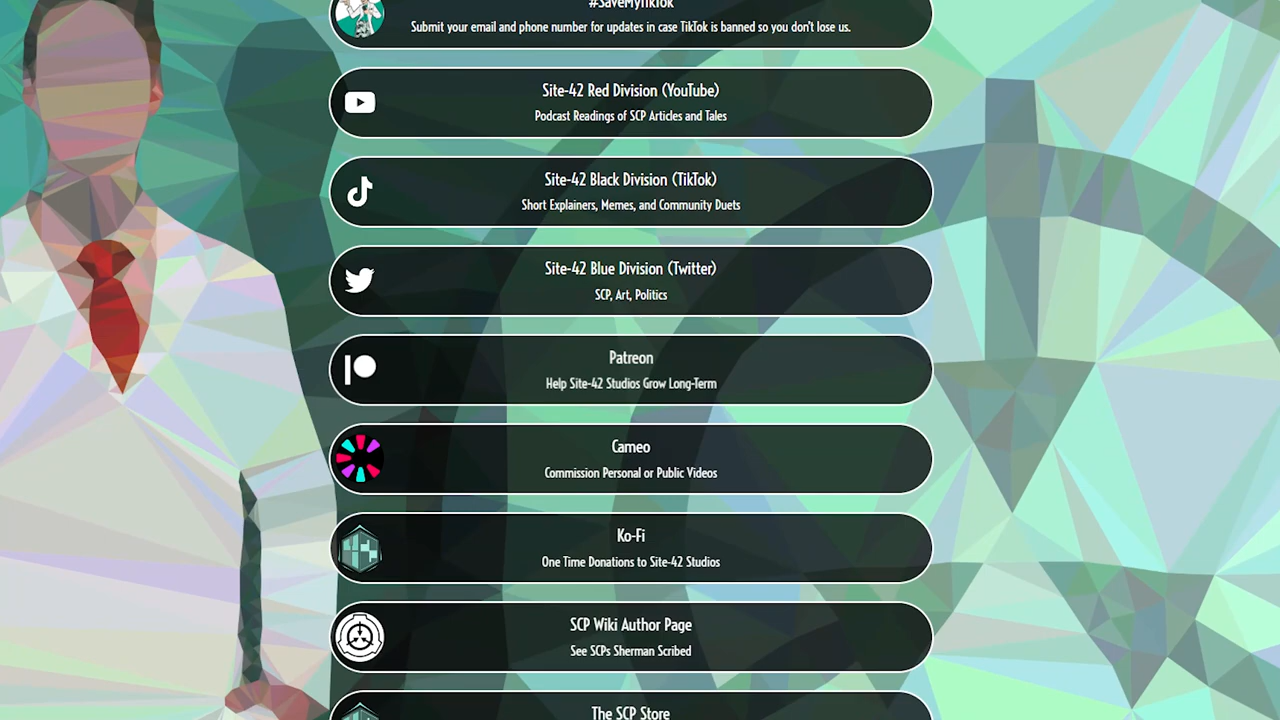 #SaveMyTikTok
Submit your email and phone number for updates in case TikTok is banned so you don't lose us.
Site-42 Red Division (YouTube)
Podcast Readings of SCP Articles and Tales
Site-42 Black Division (TikTok)
Short Explainers, Memes, and Community Duets
Site-42 Blue Division (Twitter)
SCP, Art, Politics
Patreon
Help Site-42 Studios Grow Long-Term
Cameo
Commission Personal or Public Videos
Ko-Fi
One Time Donations to Site-42 Studios
SCP Wiki Author Page
See SCPs Sherman Scribed
The SCP Store